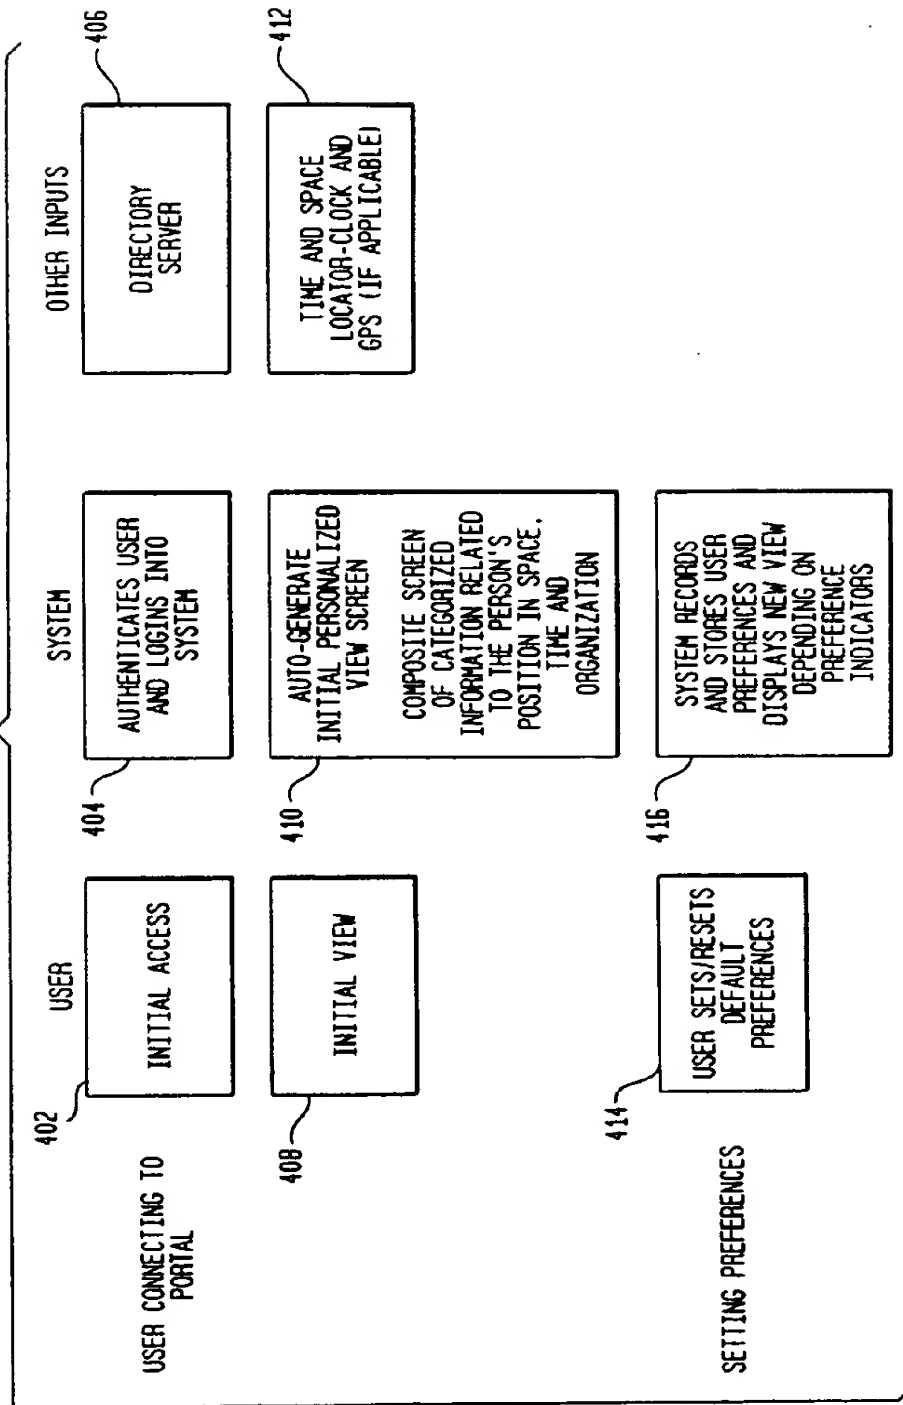 USER
SYSTEM
OTHER INPUTS
USER CONNECTING TO
PORTAL
402
INITIAL ACCESS
404
AUTHENTICATES USER
AND LOGINS INTO
SYSTEM
406
DIRECTORY
SERVER
408
INITIAL VIEW
410
AUTO-GENERATE
INITIAL PERSONALIZED
VIEW SCREEN
COMPOSITE SCREEN
OF CATEGORIZED
INFORMATION RELATED
TO THE PERSON'S
POSITION IN SPACE,
TIME AND
ORGANIZATION
412
TIME AND SPACE
LOCATOR-CLOCK AND
GPS (IF APPLICABLE)
SETTING PREFERENCES
414
USER SETS/RESETS
DEFAULT
PREFERENCES
416
SYSTEM RECORDS
AND STORES USER
PREFERENCES AND
DISPLAYS NEW VIEW
DEPENDING ON
PREFERENCE
INDICATORS